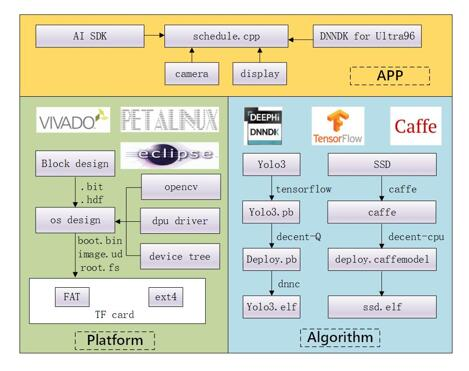 AI SDK
schedule.cpp
DNNDK for Ultra96
camera
display
APP
VIVADO
PETALINUX
eclipse
Block design
.bit
.hdf
opencv
os design
dpu driver
boot.bin
image.ud
root.fs
device tree
FAT
ext4
TF card
Platform
DEEPHi
DNNDK
TensorFlow
Caffe
Yolo3
SSD
tensorflow
caffe
Yolo3.pb
caffe
decent-Q
decent-cpu
Deploy.pb
deploy.caffemodel
dnnc
Yolo3.elf
ssd.elf
Algorithm